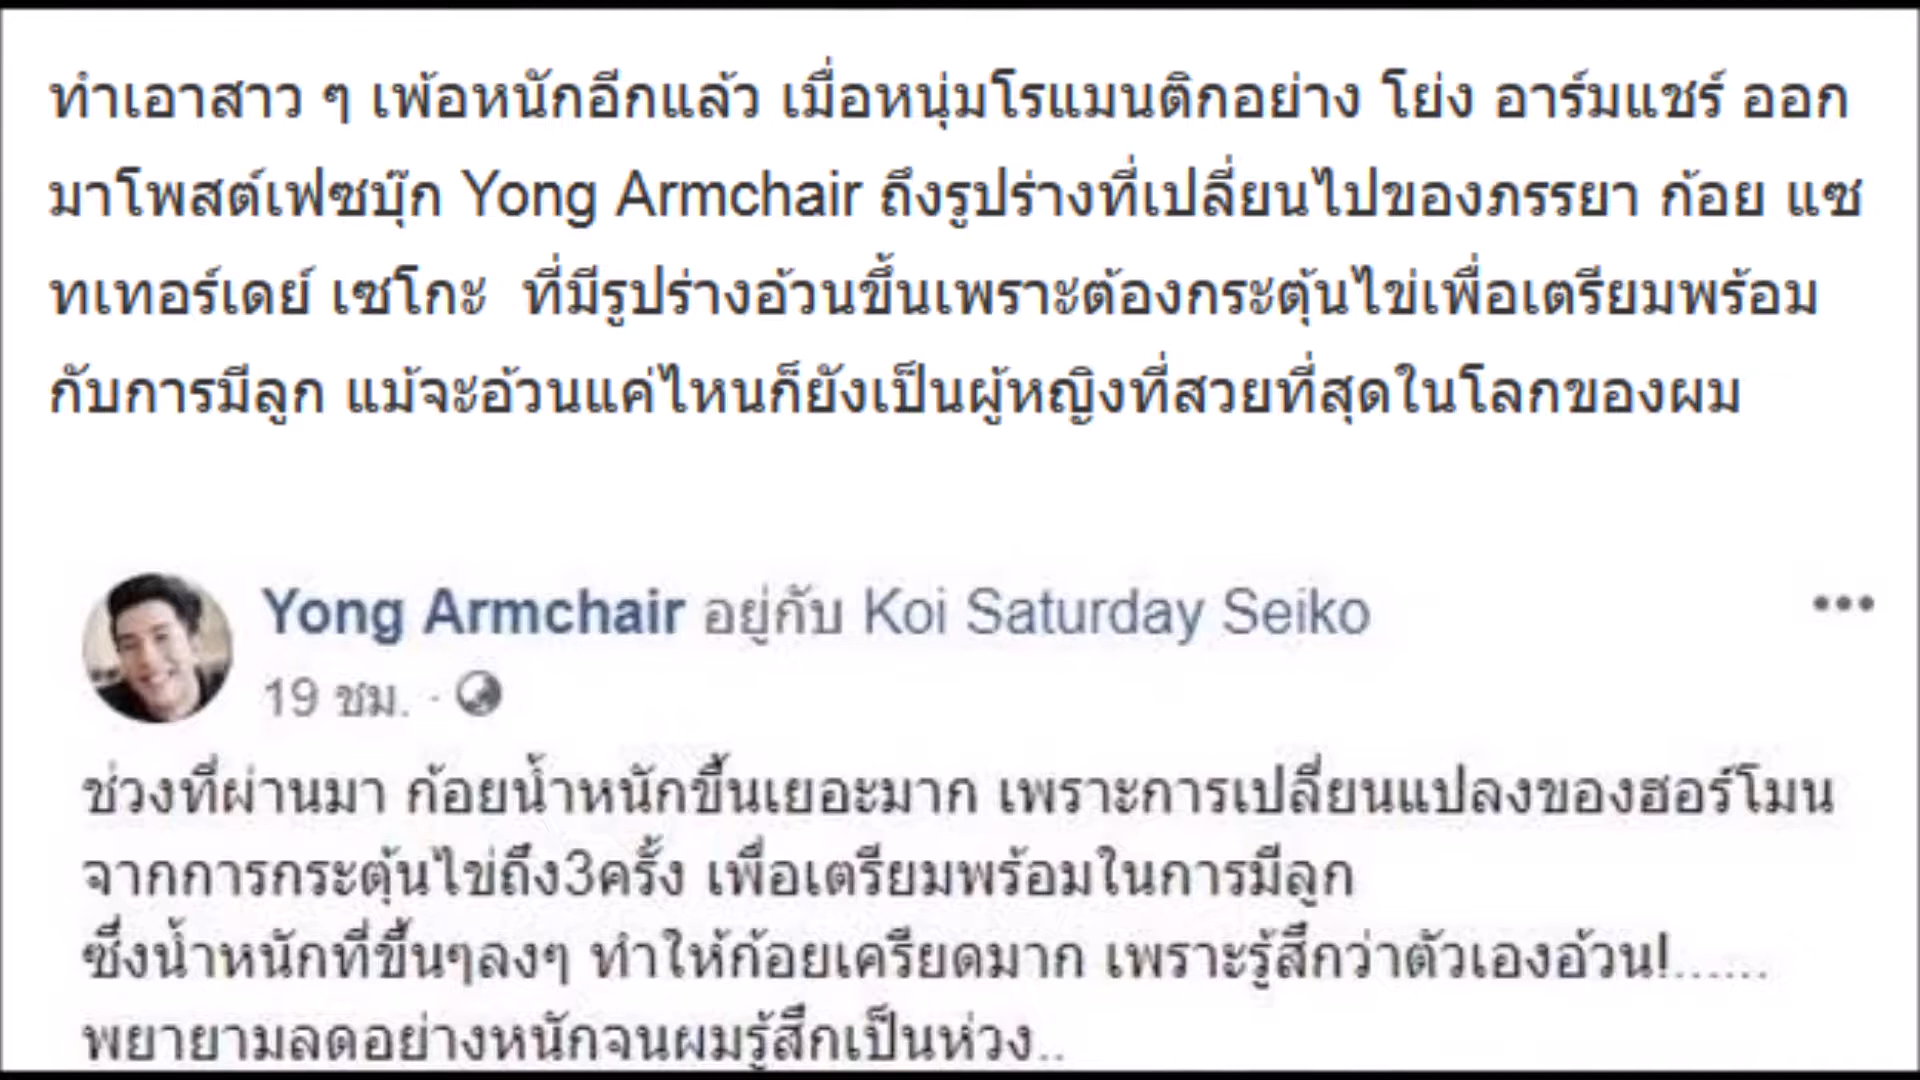 ทำเอาสาว ๆ เพ้อหนักอีกแล้ว เมื่อหนุ่มโรแมนติกอย่าง โย่ง อาร์มแชร์ ออก
มาโพสต์เฟซบุ๊ก Yong Armchair ถึงรูปร่างที่เปลี่ยนไปของภรรยา ก้อย แซ
ทเทอร์เดย์ เซโกะ ที่มีรูปร่างอ้วนขึ้นเพราะต้องกระตุ้นไข่เพื่อเตรียมพร้อม
กับการมีลูก แม้จะอ้วนแค่ไหนก็ยังเป็นผู้หญิงที่สวยที่สุดในโลกของผม
Yong Armchair อยู่กับ Koi Saturday Seiko
19 ชม. ·
ช่วงที่ผ่านมา ก้อยน้ำหนักขึ้นเยอะมาก เพราะการเปลี่ยนแปลงของฮอร์โมน
จากการกระตุ้นไข่ถึง3ครั้ง เพื่อเตรียมพร้อมในการมีลูก
ซึ่งน้ำหนักที่ขึ้นๆลงๆ ทำให้ก้อยเครียดมาก เพราะรู้สึกว่าตัวเองอ้วน!......
พยายามลดอย่างหนักจนผมรู้สึกเป็นห่วง..